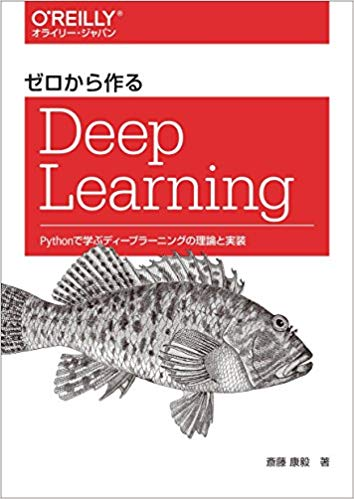 O'REILLY®
オライリー・ジャパン
ゼロから作る
Deep
Learning
Pythonで学ぶディープラーニングの理論と実装
斎藤 康毅 著